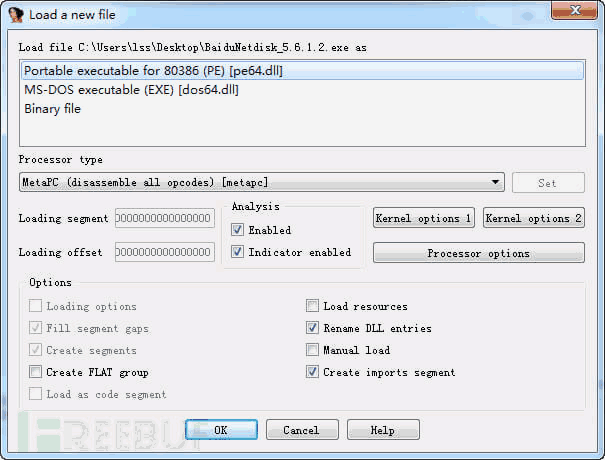 Load a new file
Load file C:\Users\lss\Desktop\BaiduNetdisk_5.6.1.2.exe as
Portable executable for 80386 (PE) [pe64.dll]
MS-DOS executable (EXE) [dos64.dll]
Binary file
Processor type
MetaPC (disassemble all opcodes) [metapc]
Set
Analysis
Loading segment 0000000000000000
Enabled
Kernel options 1
Kernel options 2
Loading offset 0000000000000000
Indicator enabled
Processor options
Options
Loading options
Load resources
Fill segment gaps
Rename DLL entries
Create segments
Manual load
Create FLAT group
Create imports segment
Load as code segment
OK
Cancel
Help
FREEBUF